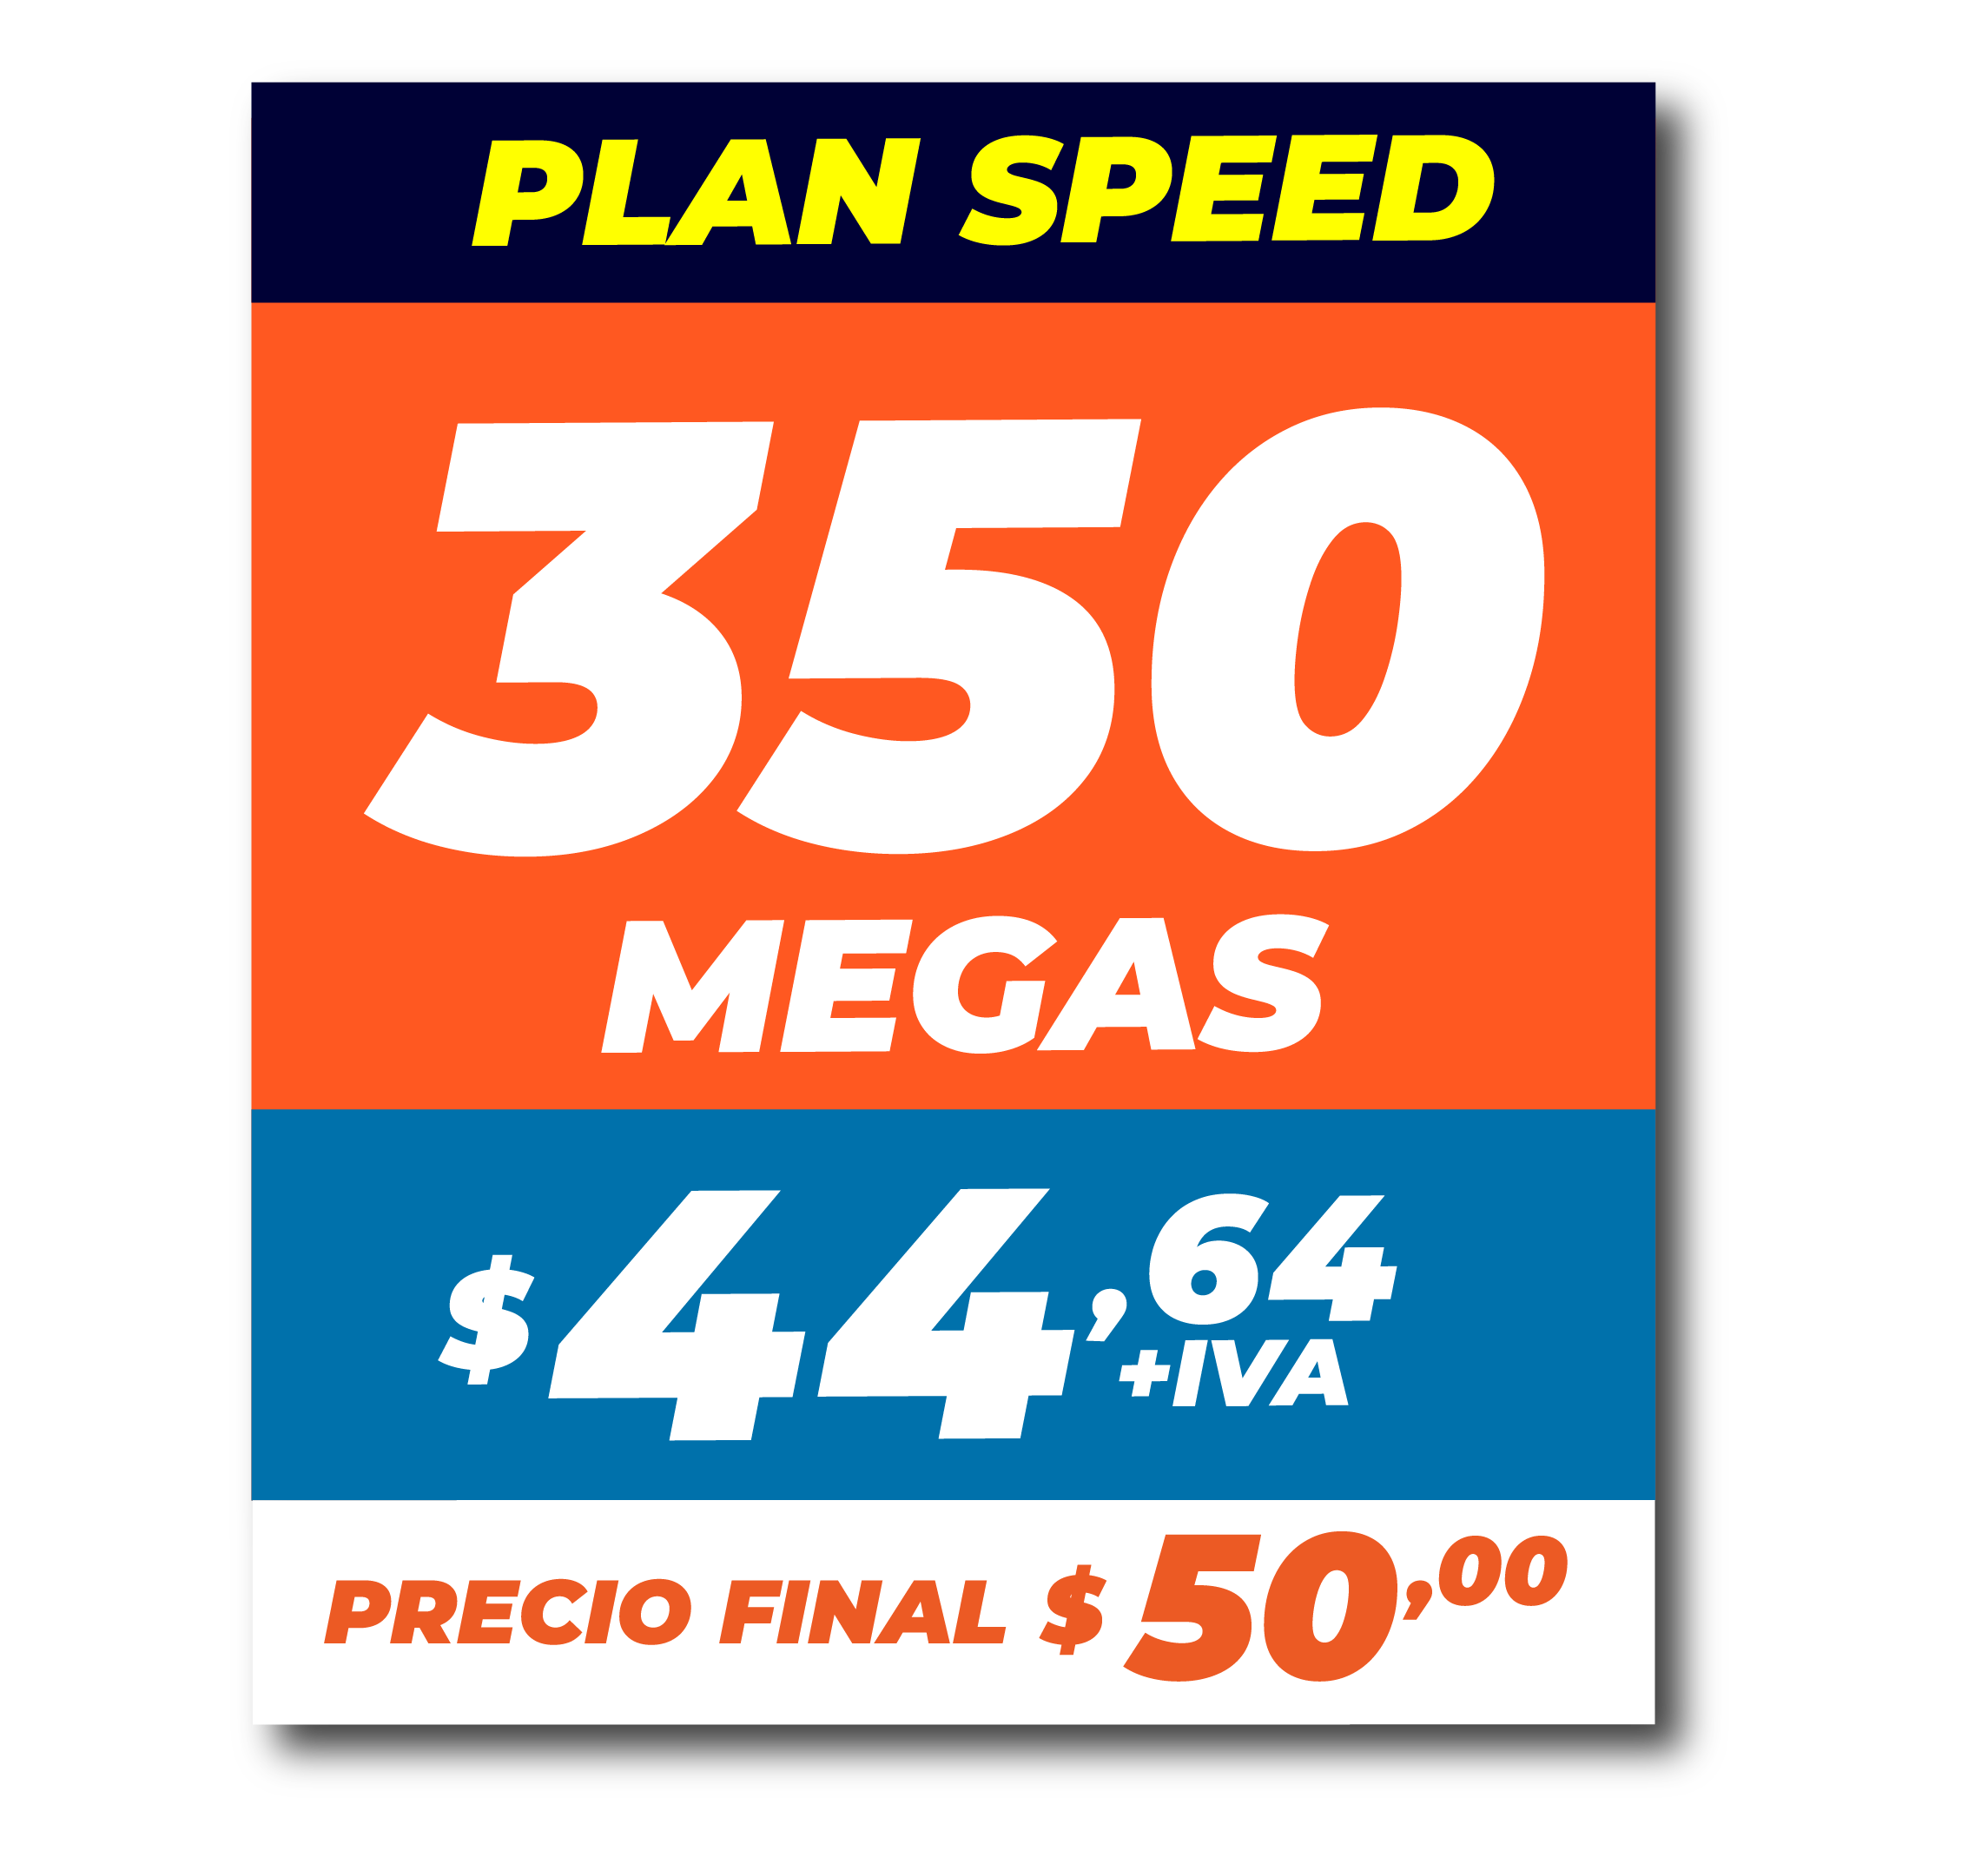 PLAN SPEED
350
MEGAS
$44,64
+IVA
PRECIO FINAL $50,00